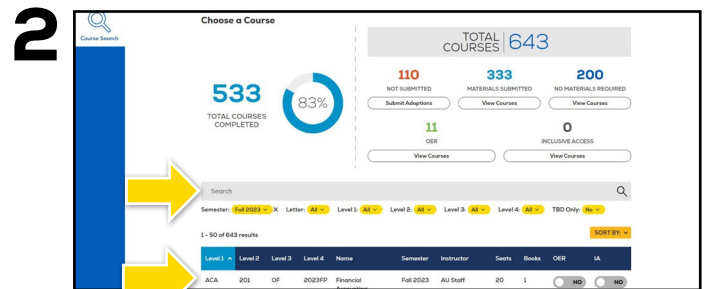 2
Course Search
Choose a Course
TOTAL COURSES 643
533
TOTAL COURSES
COMPLETED
83%
110
NOT SUBMITTED
Submit Adoptions
333
MATERIALS SUBMITTED
View Courses
200
NO MATERIALS REQUIRED
View Courses
11
OER
View Courses
0
INCLUSIVE ACCESS
View Courses
Search
Semester: Fall 2023 X Letter: All Level 1: All Level 2: All Level 3: All Level 4: All TBD Only: No
1 - 50 of 643 results
SORT BY:
Level 1 Level 2 Level 3 Level 4 Name Semester Instructor Seats Books OER IA
ACA 201 OF 2023FP Financial Fall 2023 AU Staff 20 1 NO NO
Accounting